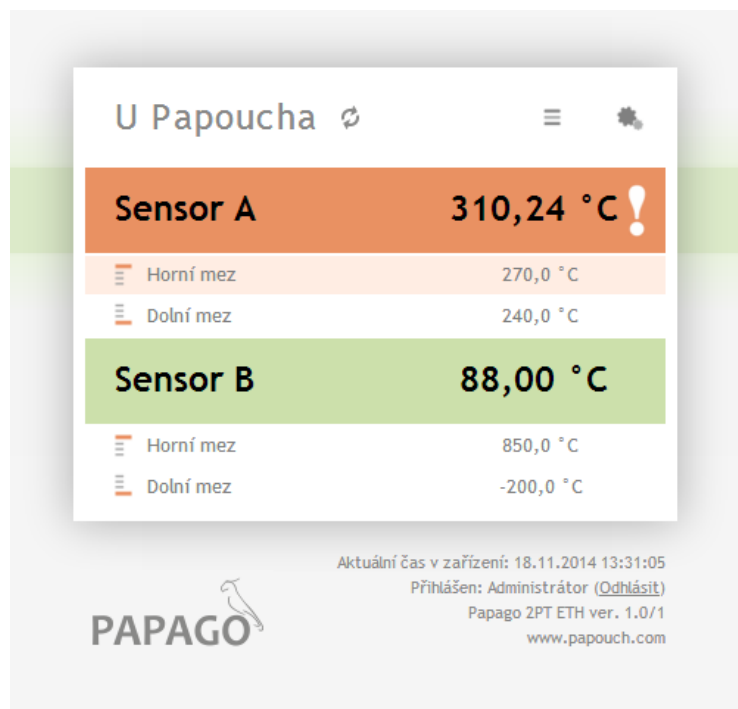 U Papoucha
Sensor A 310,24 °C !
Horní mez 270,0 °C
Dolní mez 240,0 °C
Sensor B 88,00 °C
Horní mez 850,0 °C
Dolní mez -200,0 °C
Aktuální čas v zařízení: 18.11.2014 13:31:05
Přihlášen: Administrátor (Odhlásit)
Papago 2PT ETH ver. 1.0/1
www.papouch.com
PAPAGO